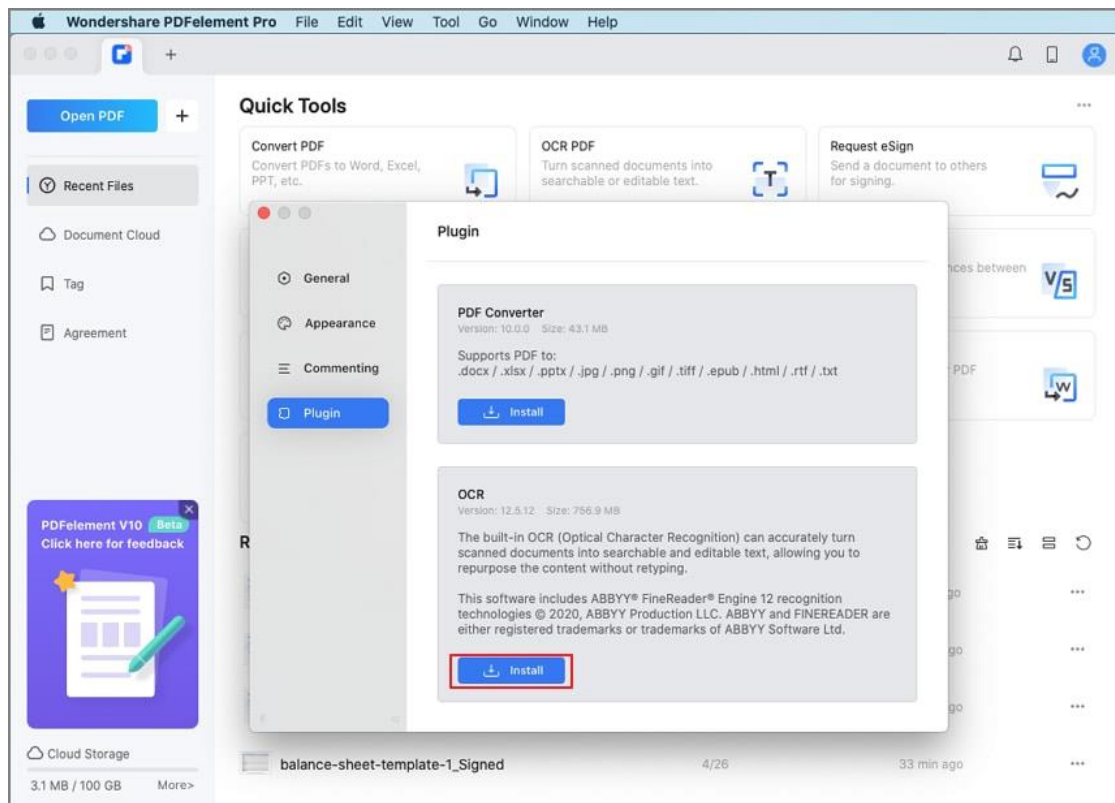 Wondershare PDFelement Pro File Edit View Tool Go Window Help
Open PDF
Recent Files
Document Cloud
Tag
Agreement
PDFelement V10 Beta
Click here for feedback
Cloud Storage
3.1 MB / 100 GB More>
Quick Tools
Convert PDF
Convert PDFs to Word, Excel,
PPT, etc.
OCR PDF
Turn scanned documents into
searchable or editable text.
Request eSign
Send a document to others
for signing.
between
PDF
General
Appearance
Commenting
Plugin
Plugin
PDF Converter
Version: 10.0.0 Size: 43.1 MB
Supports PDF to:
.docx / .xlsx / .pptx / .jpg / .png / .gif / .tiff / .epub / .html / .rtf / .txt
Install
OCR
Version: 12.5.12 Size: 756.9 MB
The built-in OCR (Optical Character Recognition) can accurately turn
scanned documents into searchable and editable text, allowing you to
repurpose the content without retyping.
This software includes ABBYY® FineReader® Engine 12 recognition
technologies © 2020, ABBYY Production LLC. ABBYY and FINEREADER are
either registered trademarks or trademarks of ABBYY Software Ltd.
Install
R
go
go
go
balance-sheet-template-1_Signed 4/26 33 min ago